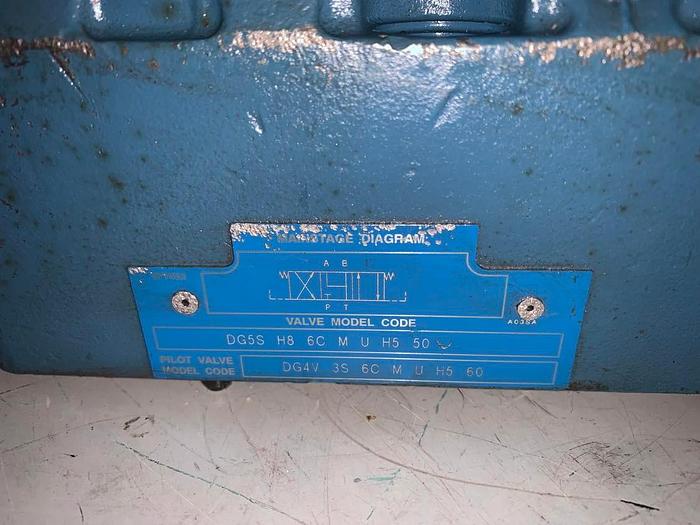 MAINSTAGE DIAGRAM
A B
P T
VALVE MODEL CODE
A03SA
DG5S H8 6C M U H5 50
PILOT VALVE MODEL CODE
DG4V 3S 6C M U H5 60